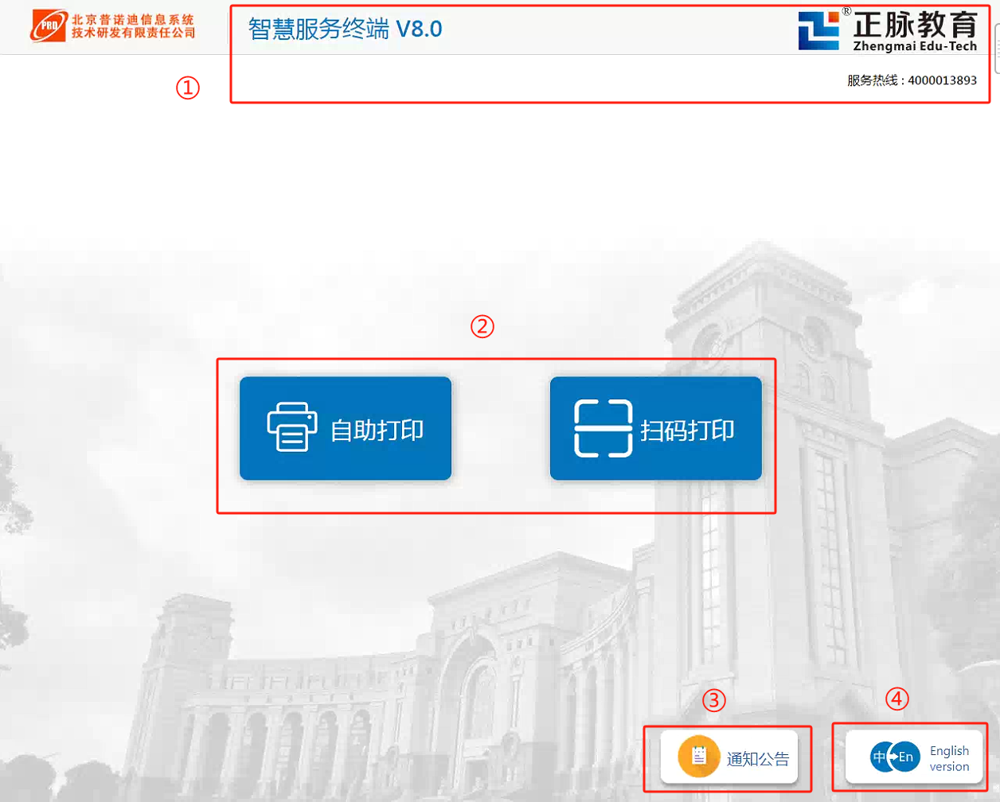 PRD
北京普诺迪信息系统
技术研发有限责任公司
智慧服务终端 V8.0
®
正脉教育
Zhengmai Edu-Tech
服务热线 : 4000013893
①
②
自助打印
扫码打印
③
④
通知公告
中 En
English
version